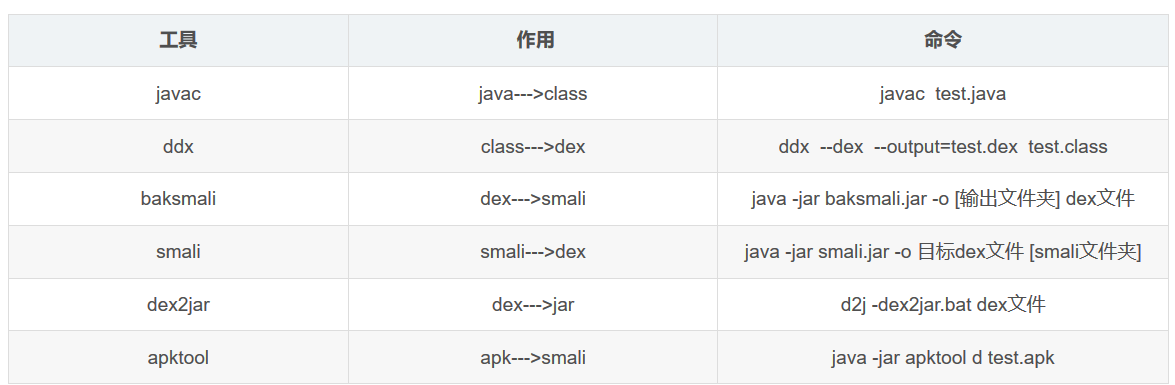 工具 作用 命令
javac java--->class javac  test.java
ddx class--->dex ddx  --dex  --output=test.dex  test.class
baksmali dex--->smali java -jar baksmali.jar -o [输出文件夹] dex文件
smali smali--->dex java -jar smali.jar -o 目标dex文件 [smali文件夹]
dex2jar dex--->jar d2j -dex2jar.bat dex文件
apktool apk--->smali java -jar apktool d test.apk